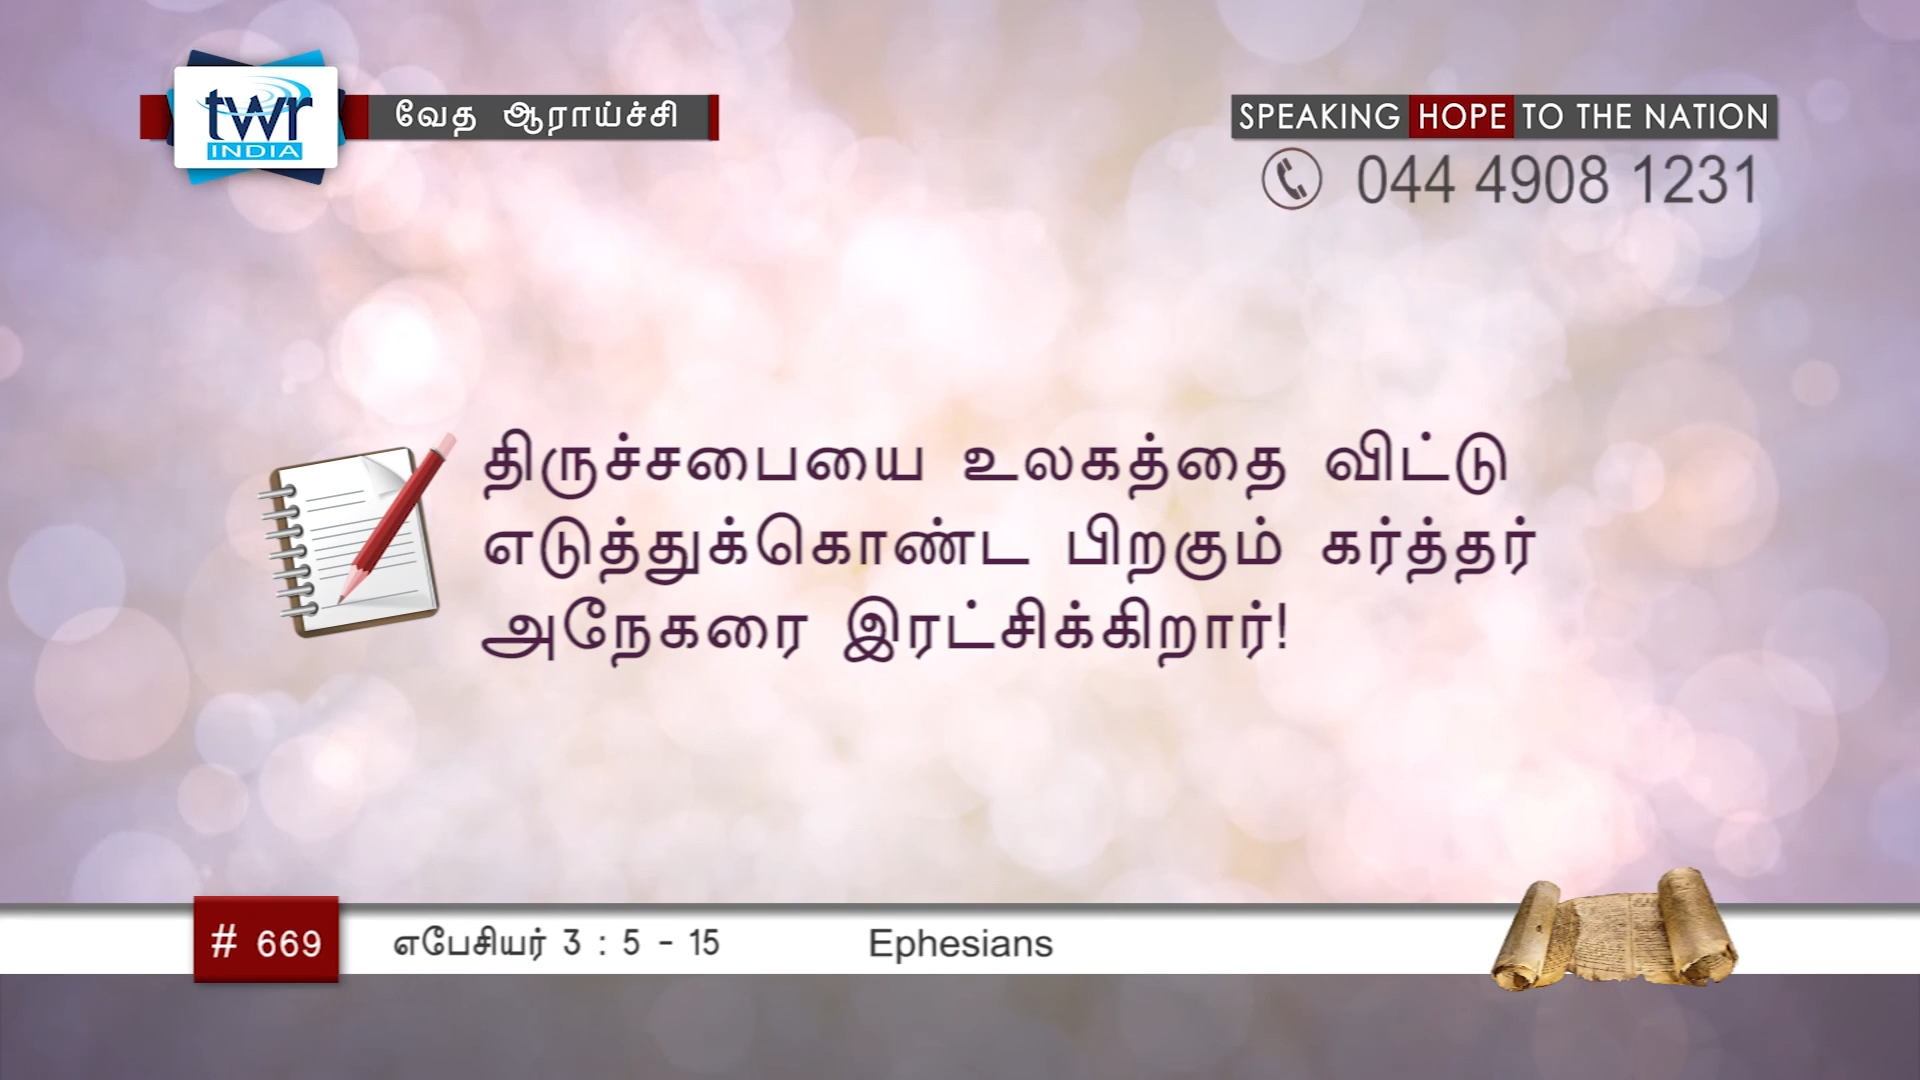 twr
INDIA
வேத ஆராய்ச்சி
SPEAKING HOPE TO THE NATION
044 4908 1231
திருச்சபையை உலகத்தை விட்டு
எடுத்துக்கொண்ட பிறகும் கர்த்தர்
அநேகரை இரட்சிக்கிறார்!
# 669
எபேசியர் 3 : 5 - 15
Ephesians